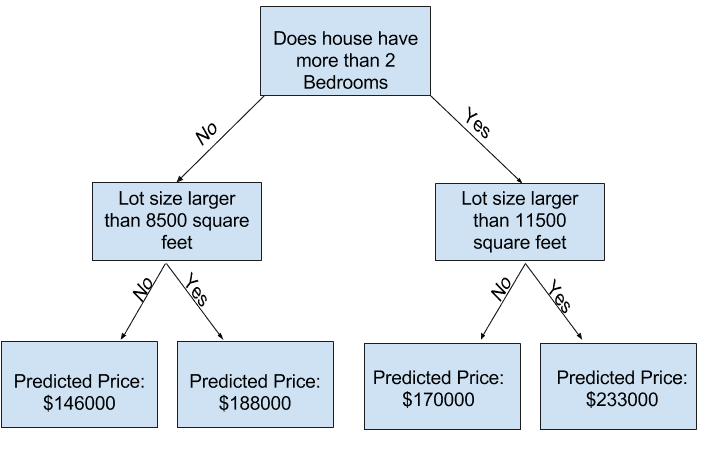 Does house have
more than 2
Bedrooms
No
Yes
Lot size larger
than 8500 square
feet
Lot size larger
than 11500
square feet
No
Yes
No
Yes
Predicted Price:
$146000
Predicted Price:
$188000
Predicted Price:
$170000
Predicted Price:
$233000